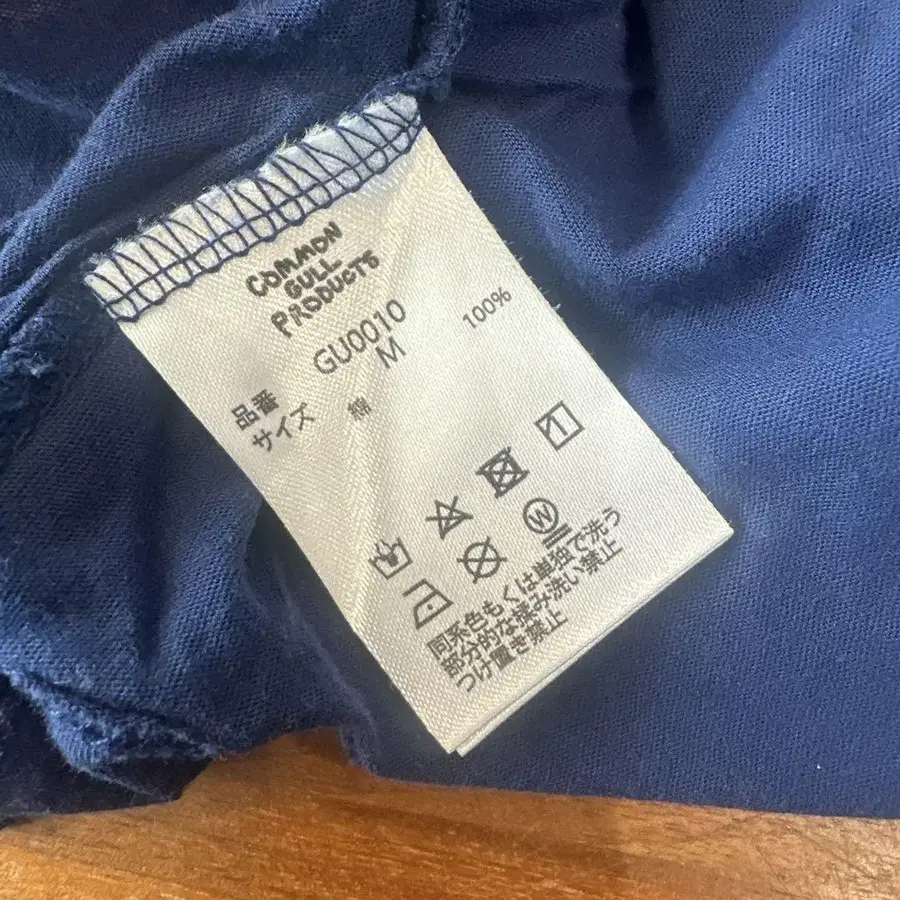 COMMON
GULL
PRODUCTS
品番 GU0010
サイズ M
綿 100%
W
同系色もくは単独で洗う
部分的な揉み洗い禁止
つけ置き禁止